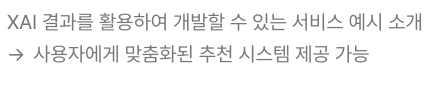 XAI 결과를 활용하여 개발할 수 있는 서비스 예시 소개
→ 사용자에게 맞춤화된 추천 시스템 제공 가능